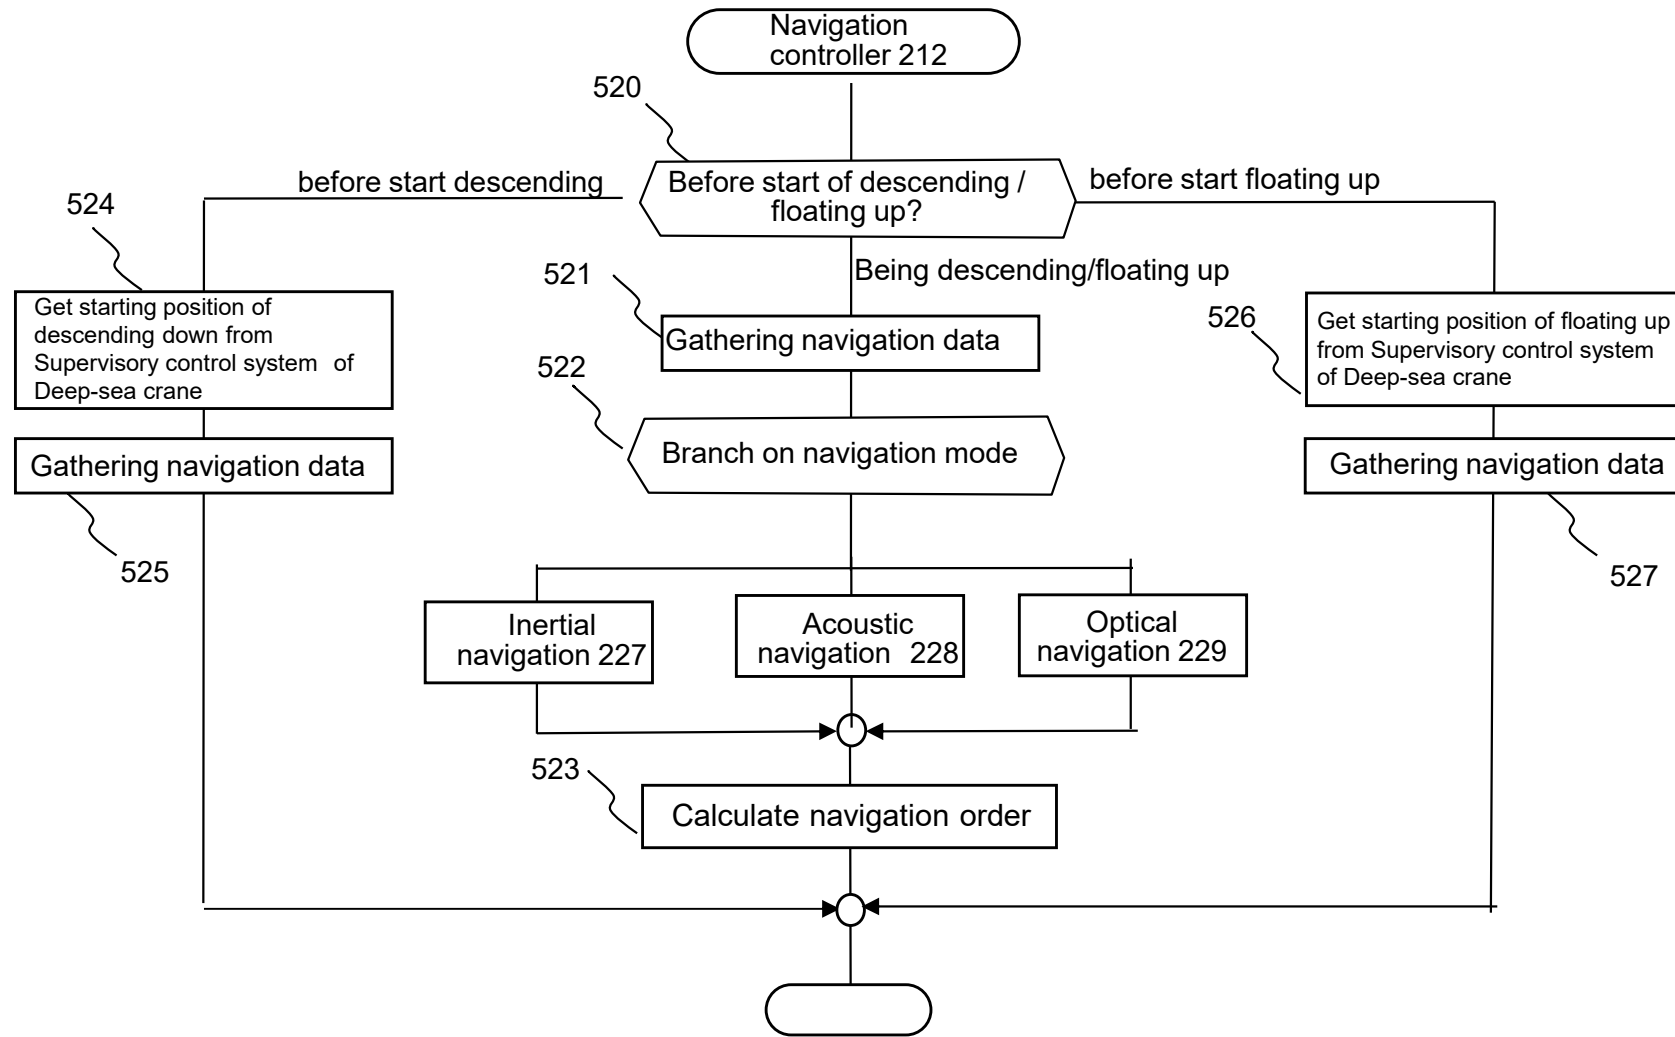 Navigation
controller 212
520
before start descending
Before start of descending /
floating up?
before start floating up
524
521
Being descending/floating up
Get starting position of
descending down from
Supervisory control system of
Deep-sea crane
Gathering navigation data
526
Get starting position of floating up
from Supervisory control system
of Deep-sea crane
522
Gathering navigation data
Branch on navigation mode
Gathering navigation data
525
527
Inertial
navigation 227
Acoustic
navigation 228
Optical
navigation 229
523
Calculate navigation order